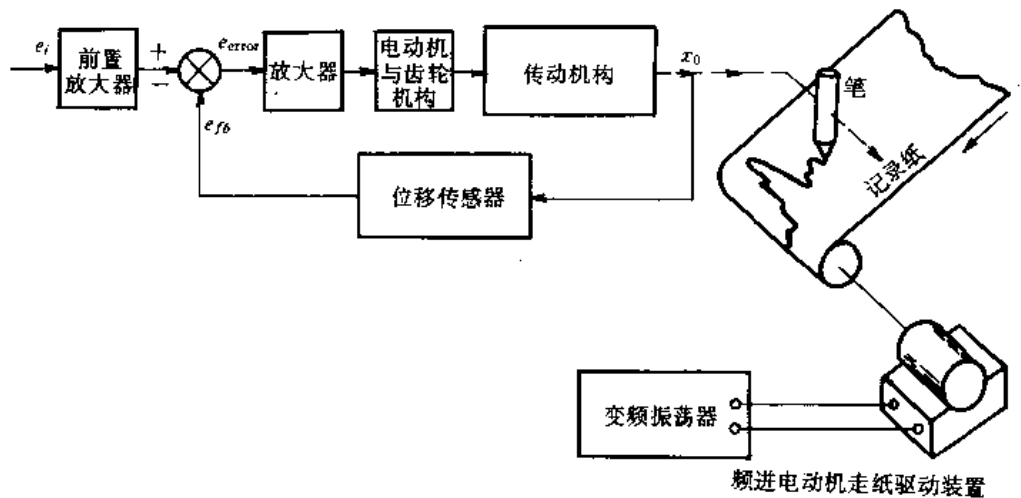 e_i
前置
放大器
+
−
e_error
放大器
电动机
与齿轮
机构
传动机构
x_0
笔
记录纸
e_fb
位移传感器
变频振荡器
频进电动机走纸驱动装置